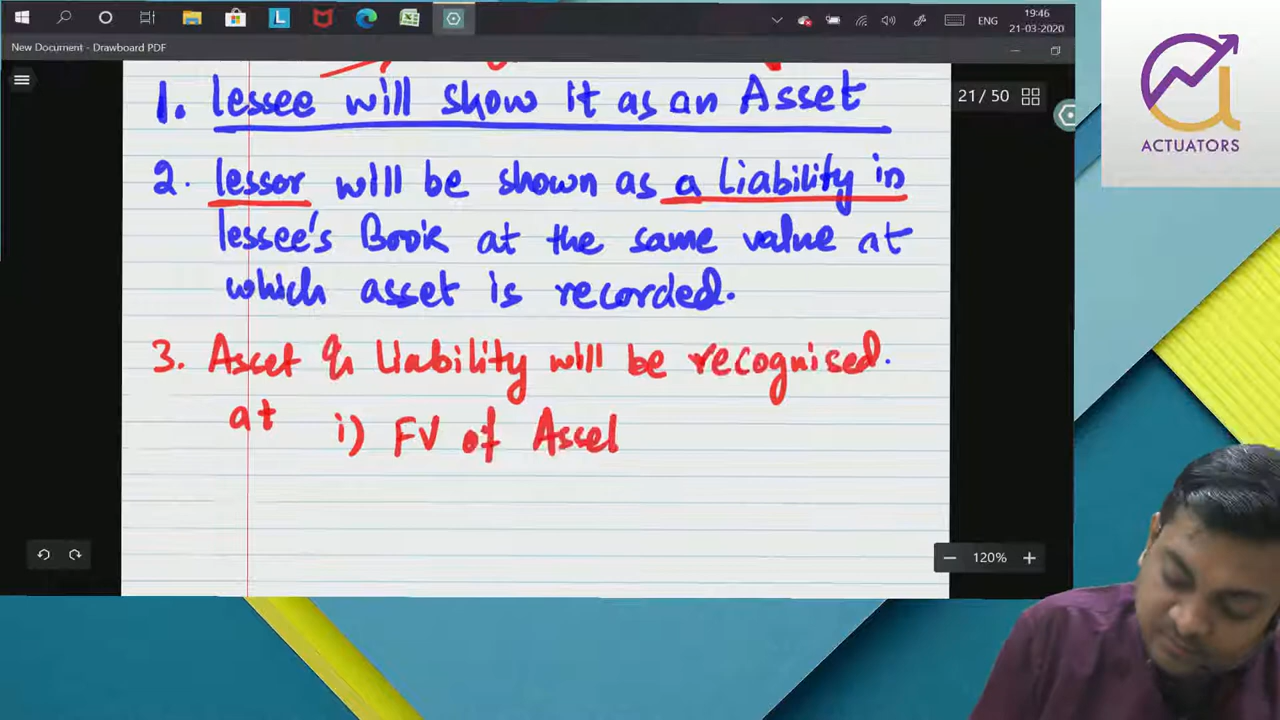 19:46
ENG
21-03-2020
New Document - Drawboard PDF
21 / 50
ACTUATORS
1. lessee will show it as an Asset
2. lessor will be shown as a liability in
lessee's Book at the same value at
which asset is recorded.
3. Asset & Liability will be recognised.
at i) FV of Asset
120%